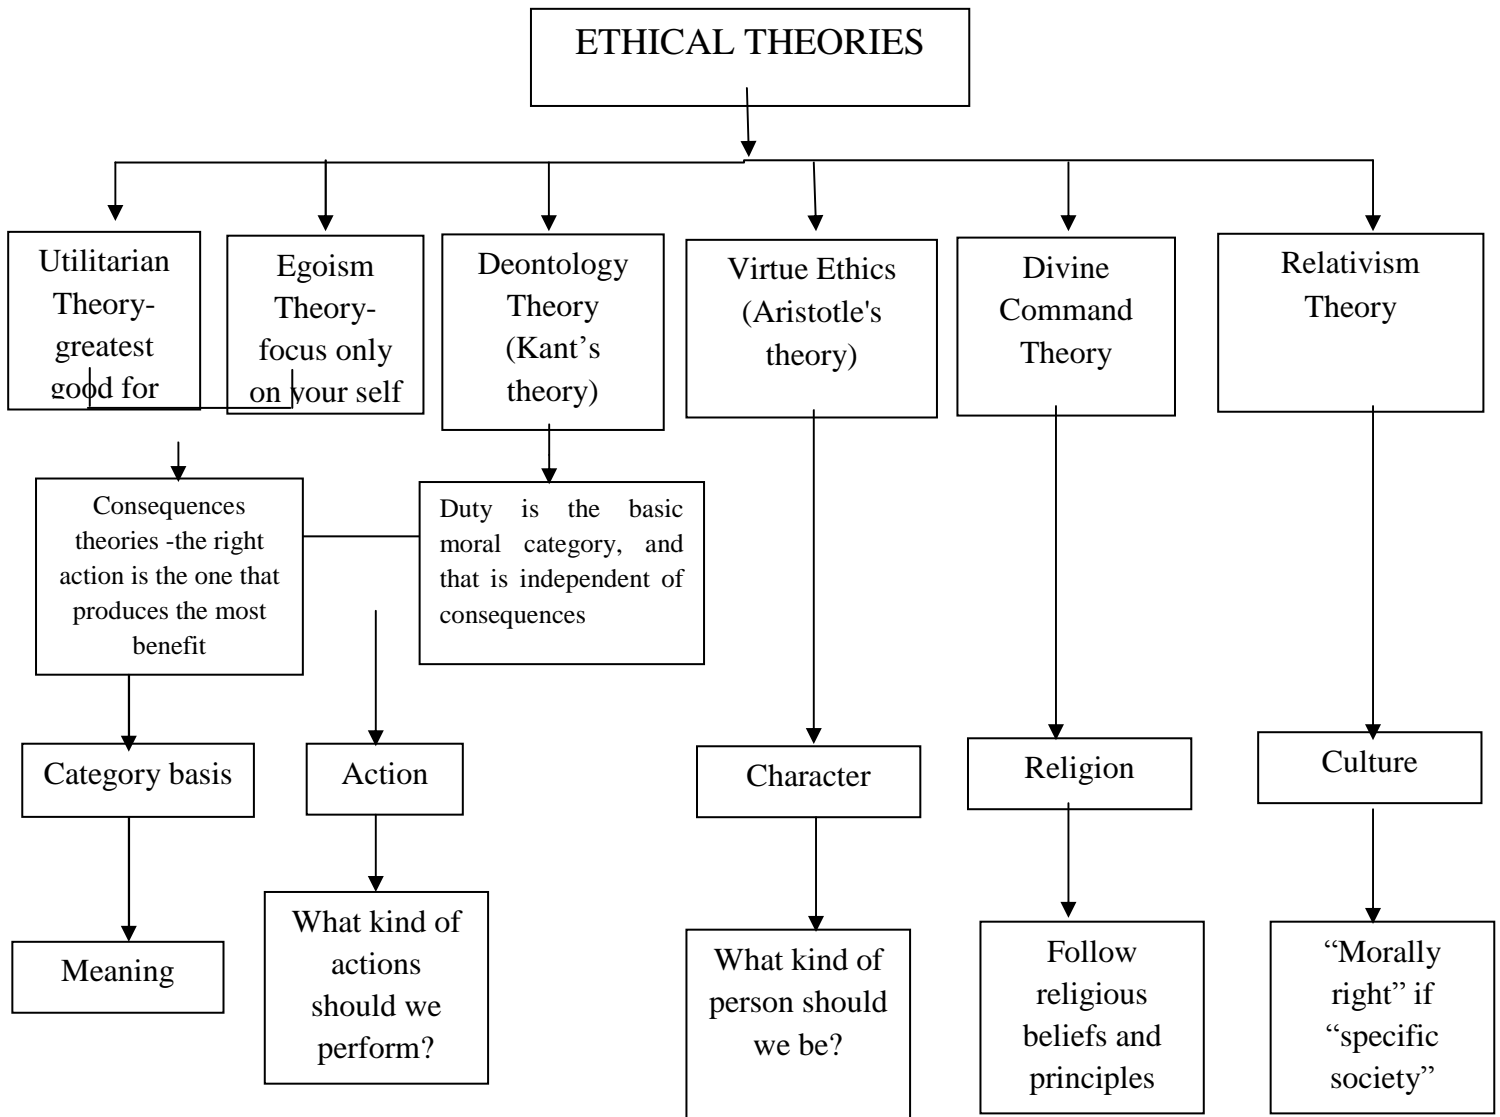 ETHICAL THEORIES
Utilitarian
Theory-
greatest
good for
Egoism
Theory-
focus only
on your self
Deontology
Theory
(Kant’s
theory)
Virtue Ethics
(Aristotle's
theory)
Divine
Command
Theory
Relativism
Theory
Consequences
theories -the right
action is the one that
produces the most
benefit
Duty is the basic
moral category, and
that is independent of
consequences
Category basis
Action
Character
Religion
Culture
Meaning
What kind of
actions
should we
perform?
What kind of
person should
we be?
Follow
religious
beliefs and
principles
“Morally
right” if
“specific
society”